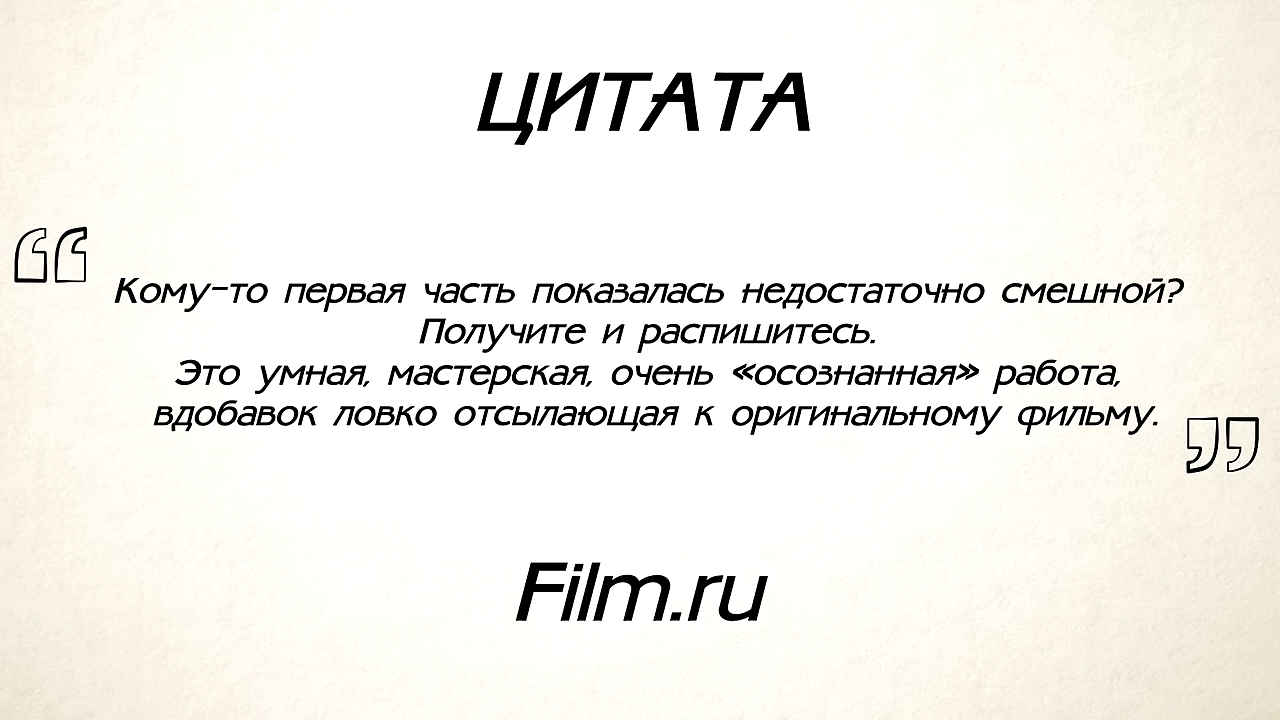 ЦИТАТА
“
Кому-то первая часть показалась недостаточно смешной?
Получите и распишитесь.
Это умная, мастерская, очень «осознанная» работа,
вдобавок ловко отсылающая к оригинальному фильму.
”
Film.ru